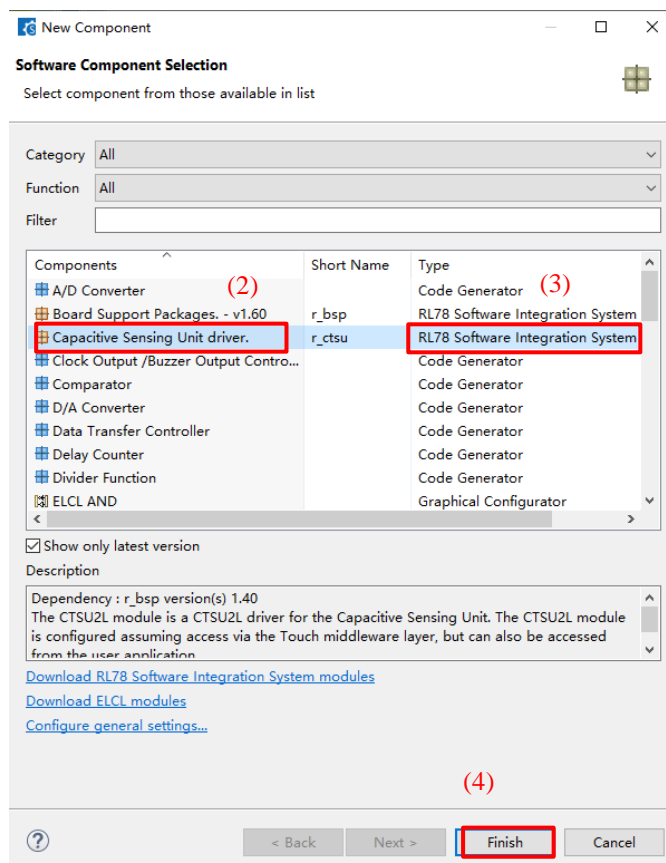 New Component
Software Component Selection
Select component from those available in list
Category All
Function All
Filter
Components Short Name Type
(2) (3)
A/D Converter Code Generator
Board Support Packages. - v1.60 r_bsp RL78 Software Integration System
Capacitive Sensing Unit driver. r_ctsu RL78 Software Integration System
Clock Output /Buzzer Output Contro... Code Generator
Comparator Code Generator
D/A Converter Code Generator
Data Transfer Controller Code Generator
Delay Counter Code Generator
Divider Function Code Generator
ELCL AND Graphical Configurator
Show only latest version
Description
Dependency : r_bsp version(s) 1.40
The CTSU2L module is a CTSU2L driver for the Capacitive Sensing Unit. The CTSU2L module
is configured assuming access via the Touch middleware layer, but can also be accessed
from the user application
Download RL78 Software Integration System modules
Download ELCL modules
Configure general settings...
(4)
? < Back Next > Finish Cancel